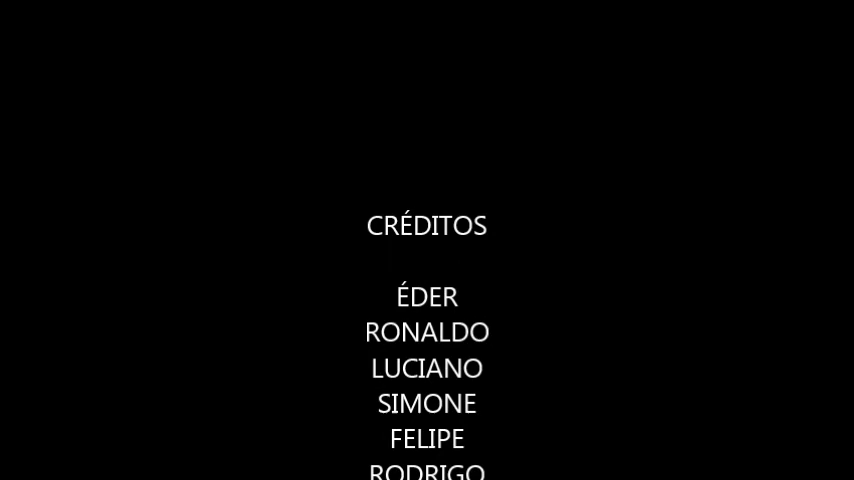 CRÉDITOS
ÉDER
RONALDO
LUCIANO
SIMONE
FELIPE
RODRIGO